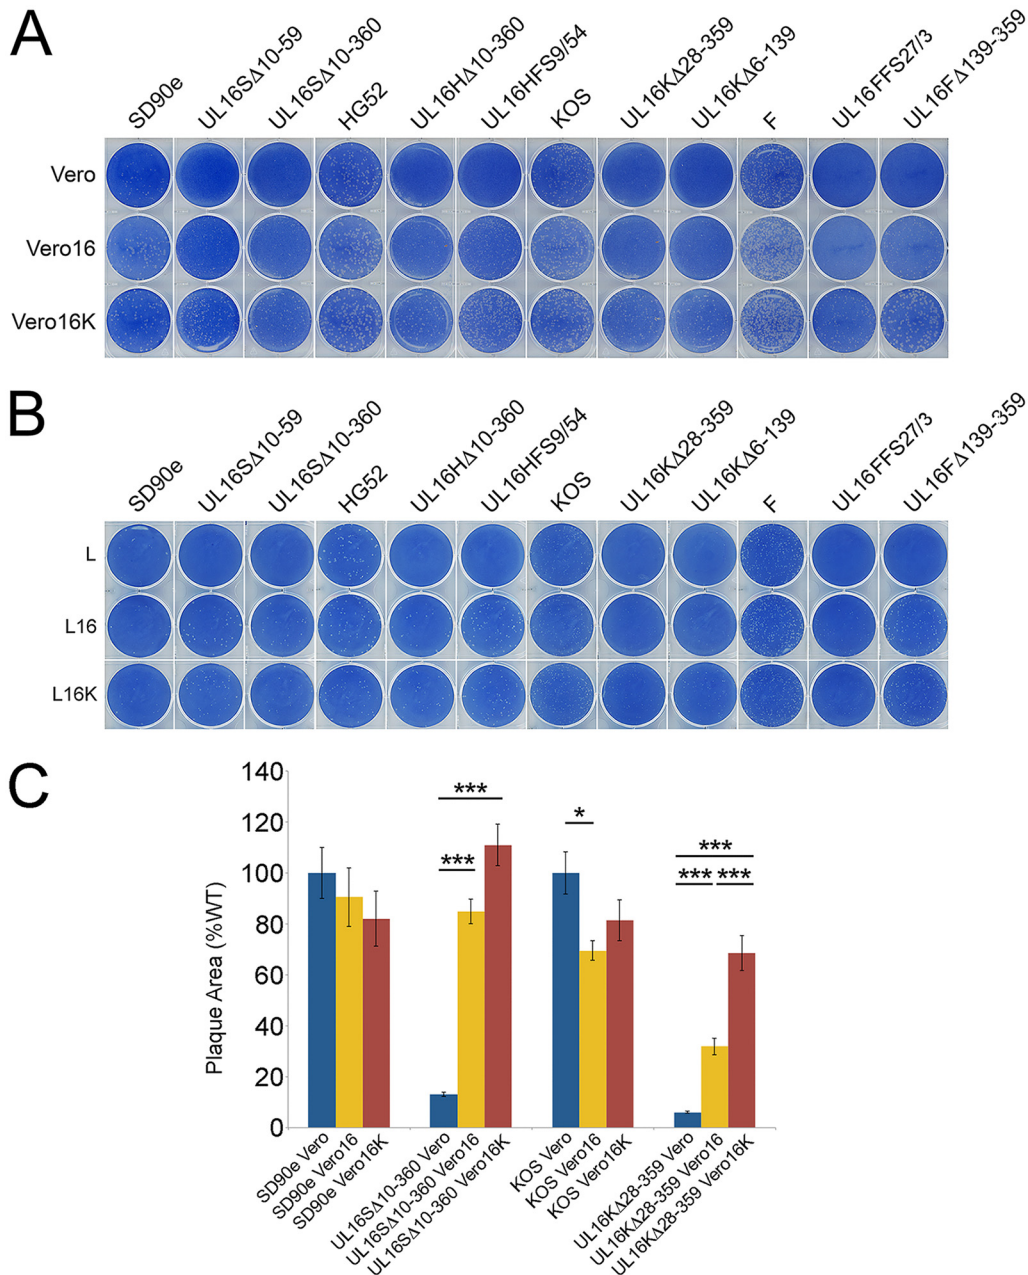 A
SD90e
UL16SΔ10-59
UL16SΔ10-360
HG52
UL16HΔ10-360
UL16HFS9/54
KOS
UL16KΔ28-359
UL16KΔ6-139
F
UL16FFS27/3
UL16FΔ139-359
Vero
Vero16
Vero16K
B
SD90e
UL16SΔ10-59
UL16SΔ10-360
HG52
UL16HΔ10-360
UL16HFS9/54
KOS
UL16KΔ28-359
UL16KΔ6-139
F
UL16FFS27/3
UL16FΔ139-359
L
L16
L16K
C
Plaque Area (%WT)
140
120
100
80
60
40
20
0
***
***
*
***
*** ***
SD90e Vero
SD90e Vero16
SD90e Vero16K
UL16SΔ10-360 Vero
UL16SΔ10-360 Vero16
UL16SΔ10-360 Vero16K
KOS Vero
KOS Vero16
KOS Vero16K
UL16KΔ28-359 Vero
UL16KΔ28-359 Vero16
UL16KΔ28-359 Vero16K